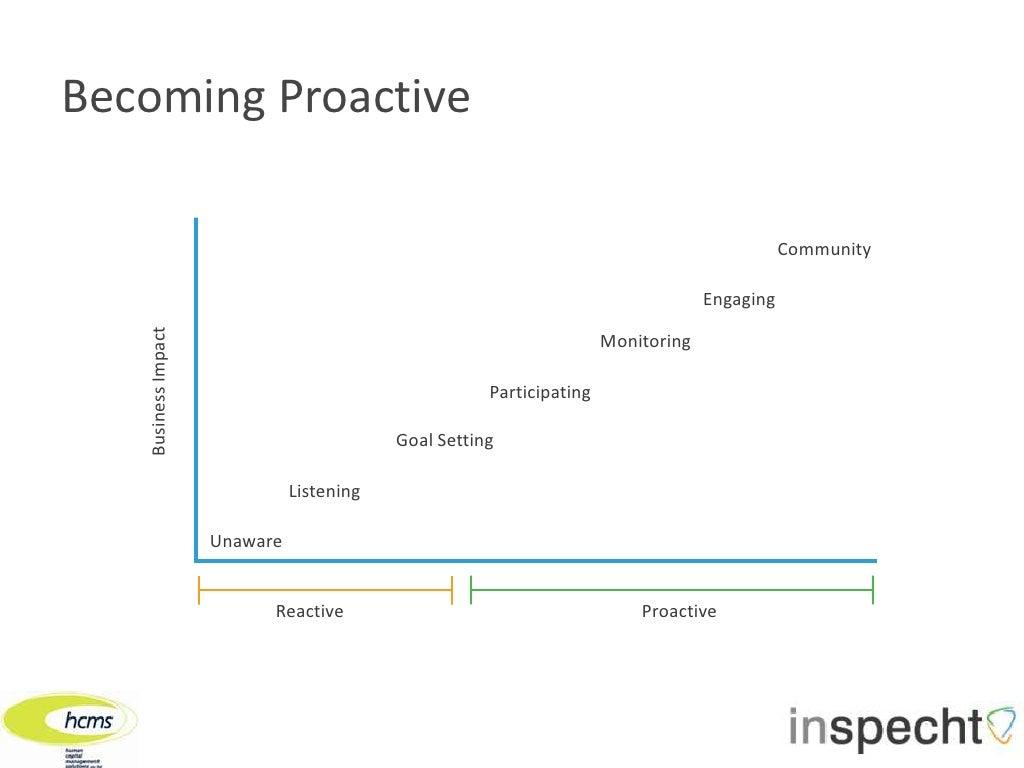 Becoming Proactive
Community
Engaging
Monitoring
Business Impact
Participating
Goal Setting
Listening
Unaware
Reactive
Proactive
hcms
human
capital
management
solutions
inspecht